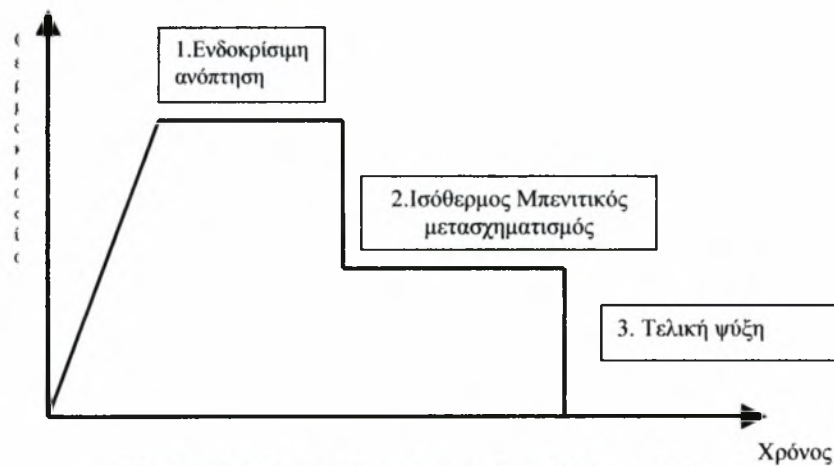 1.Ενδοκρίσιμη
ανόπτηση
2.Ισόθερμος Μπενιτικός
μετασχηματισμός
3. Τελική ψύξη
Χρόνος